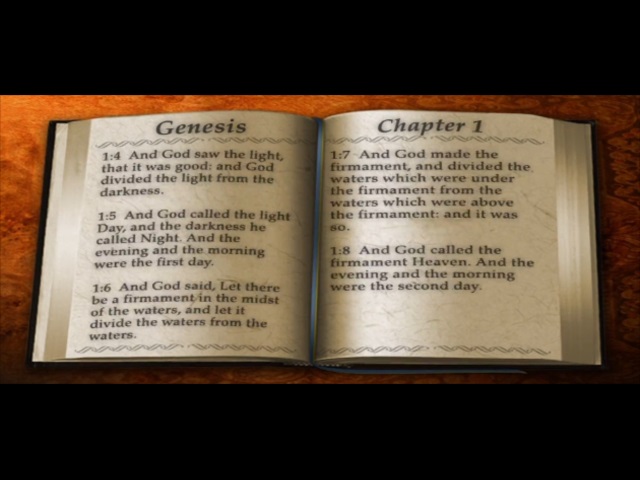 Genesis
1:4 And God saw the light,
that it was good: and God
divided the light from the
darkness.
1:5 And God called the light
Day, and the darkness he
called Night. And the
evening and the morning
were the first day.
1:6 And God said, Let there
be a firmament in the midst
of the waters, and let it
divide the waters from the
waters.
Chapter 1
1:7 And God made the
firmament, and divided the
waters which were under
the firmament from the
waters which were above
the firmament: and it was
so.
1:8 And God called the
firmament Heaven. And the
evening and the morning
were the second day.